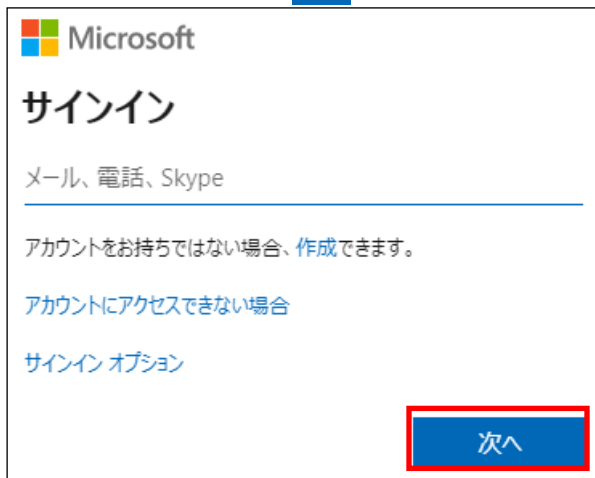 Microsoft
サインイン
メール、電話、Skype
アカウントをお持ちではない場合、作成できます。
アカウントにアクセスできない場合
サインイン オプション
次へ